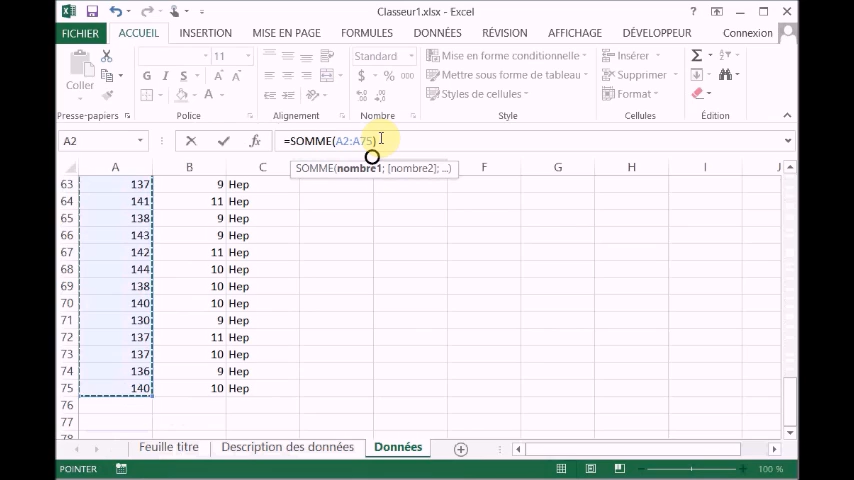 Classeur1.xlsx - Excel
FICHIER ACCUEIL INSERTION MISE EN PAGE FORMULES DONNÉES RÉVISION AFFICHAGE DÉVELOPPEUR Connexion
Coller
Presse-papiers
11
G I S
Police
Alignement
Standard
$ % 000
Nombre
Mise en forme conditionnelle
Mettre sous forme de tableau
Styles de cellules
Style
Insérer
Supprimer
Format
Cellules
Édition
A2 =SOMME(A2:A75)
SOMME(nombre1; [nombre2]; ...)
A B C F G H I J
63 137 9 Hep
64 141 11 Hep
65 138 9 Hep
66 143 9 Hep
67 142 11 Hep
68 144 10 Hep
69 138 10 Hep
70 140 10 Hep
71 130 9 Hep
72 137 11 Hep
73 137 10 Hep
74 136 9 Hep
75 140 10 Hep
76
77
78
Feuille titre Description des données Données
POINTER 100 %